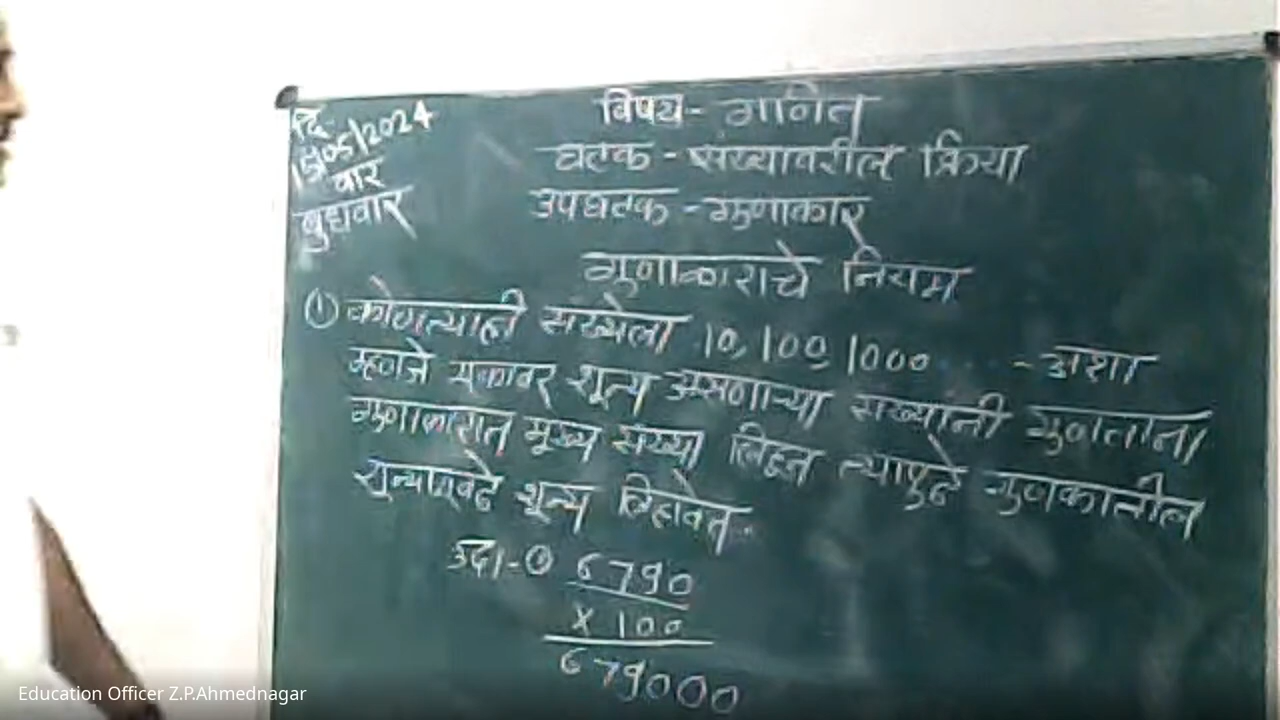 दि-
15/05/2024
वार
बुधवार
विषय - गणित
घटक - संख्यावरील क्रिया
उपघटक - गुणाकार
गुणाकाराचे नियम
① कोणत्याही संख्येला 10, 100, 1000 ... - अशा
म्हणजे एकावर शून्य असणाऱ्या संख्यांनी गुणताना
गुणाकारात मुख्य संख्या लिहून त्यापुढे गुणकातील
शून्याएवढे शून्य लिहावेत..
उदा.- ① 6790
x 100
679000
Education Officer Z.P.Ahmednagar